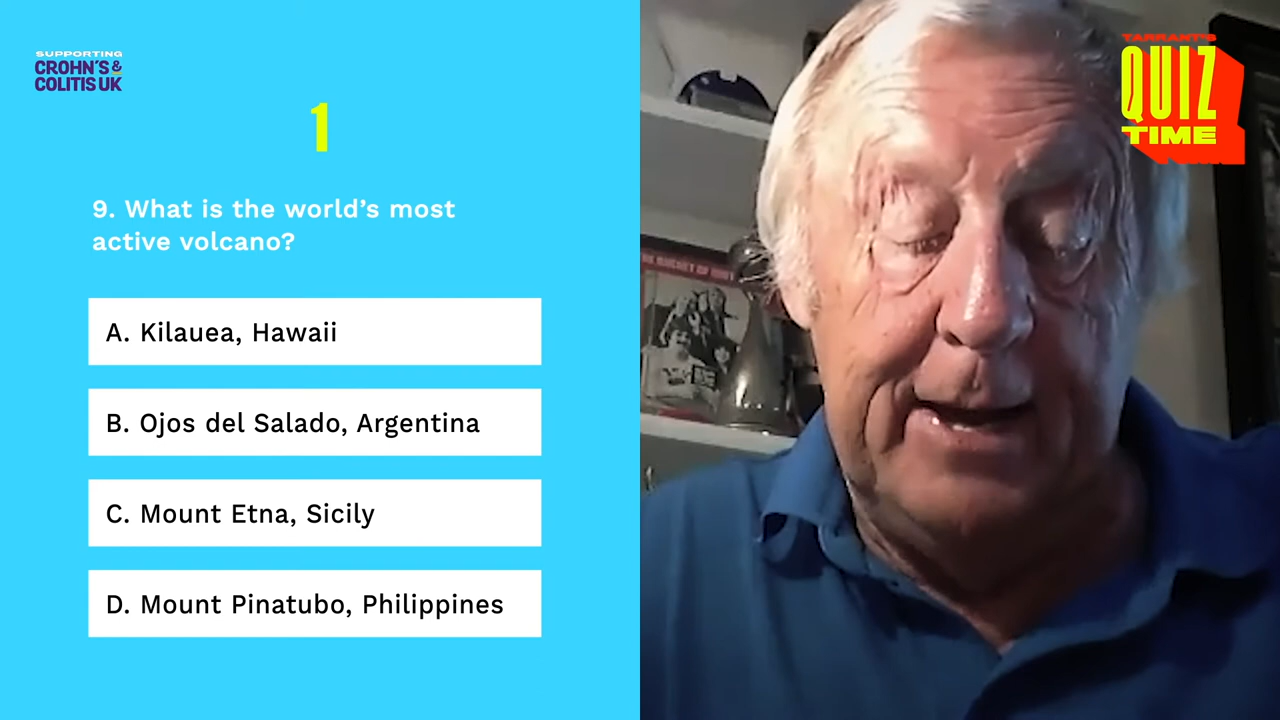 SUPPORTING
CROHN'S &
COLITIS UK
1
9. What is the world's most
active volcano?
A. Kilauea, Hawaii
B. Ojos del Salado, Argentina
C. Mount Etna, Sicily
D. Mount Pinatubo, Philippines
TARRANT'S
QUIZ
TIME